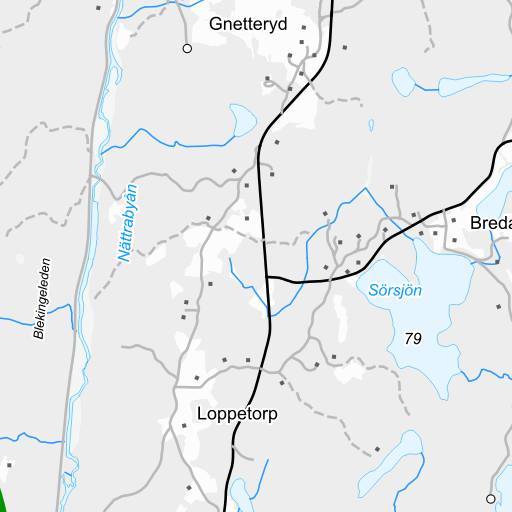 Gnetteryd
Nättrabyån
Breda
Blekingeleden
Sörsjön
79
Loppetorp